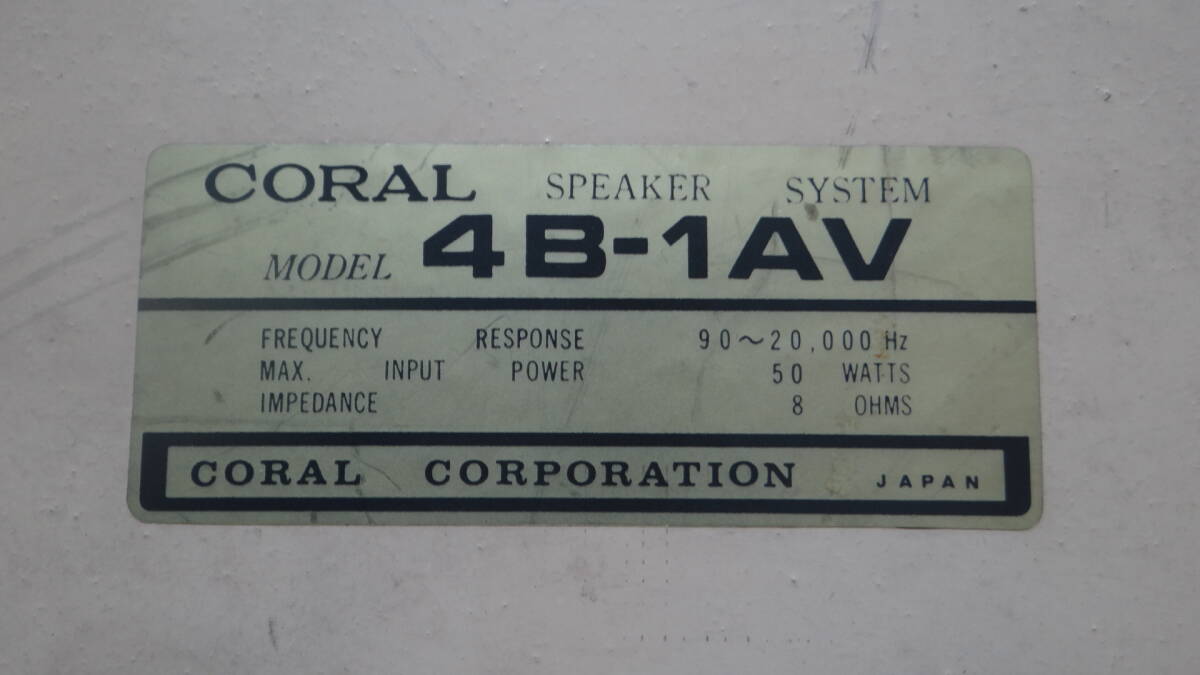 CORAL SPEAKER SYSTEM
MODEL 4B-1AV
FREQUENCY RESPONSE 90～20,000 Hz
MAX. INPUT POWER 50 WATTS
IMPEDANCE 8 OHMS
CORAL CORPORATION JAPAN